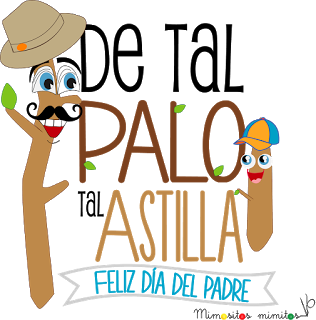 De Tal
PALO
Tal ASTILLA
FELIZ DÍA DEL PADRE
Mimositos mimitos